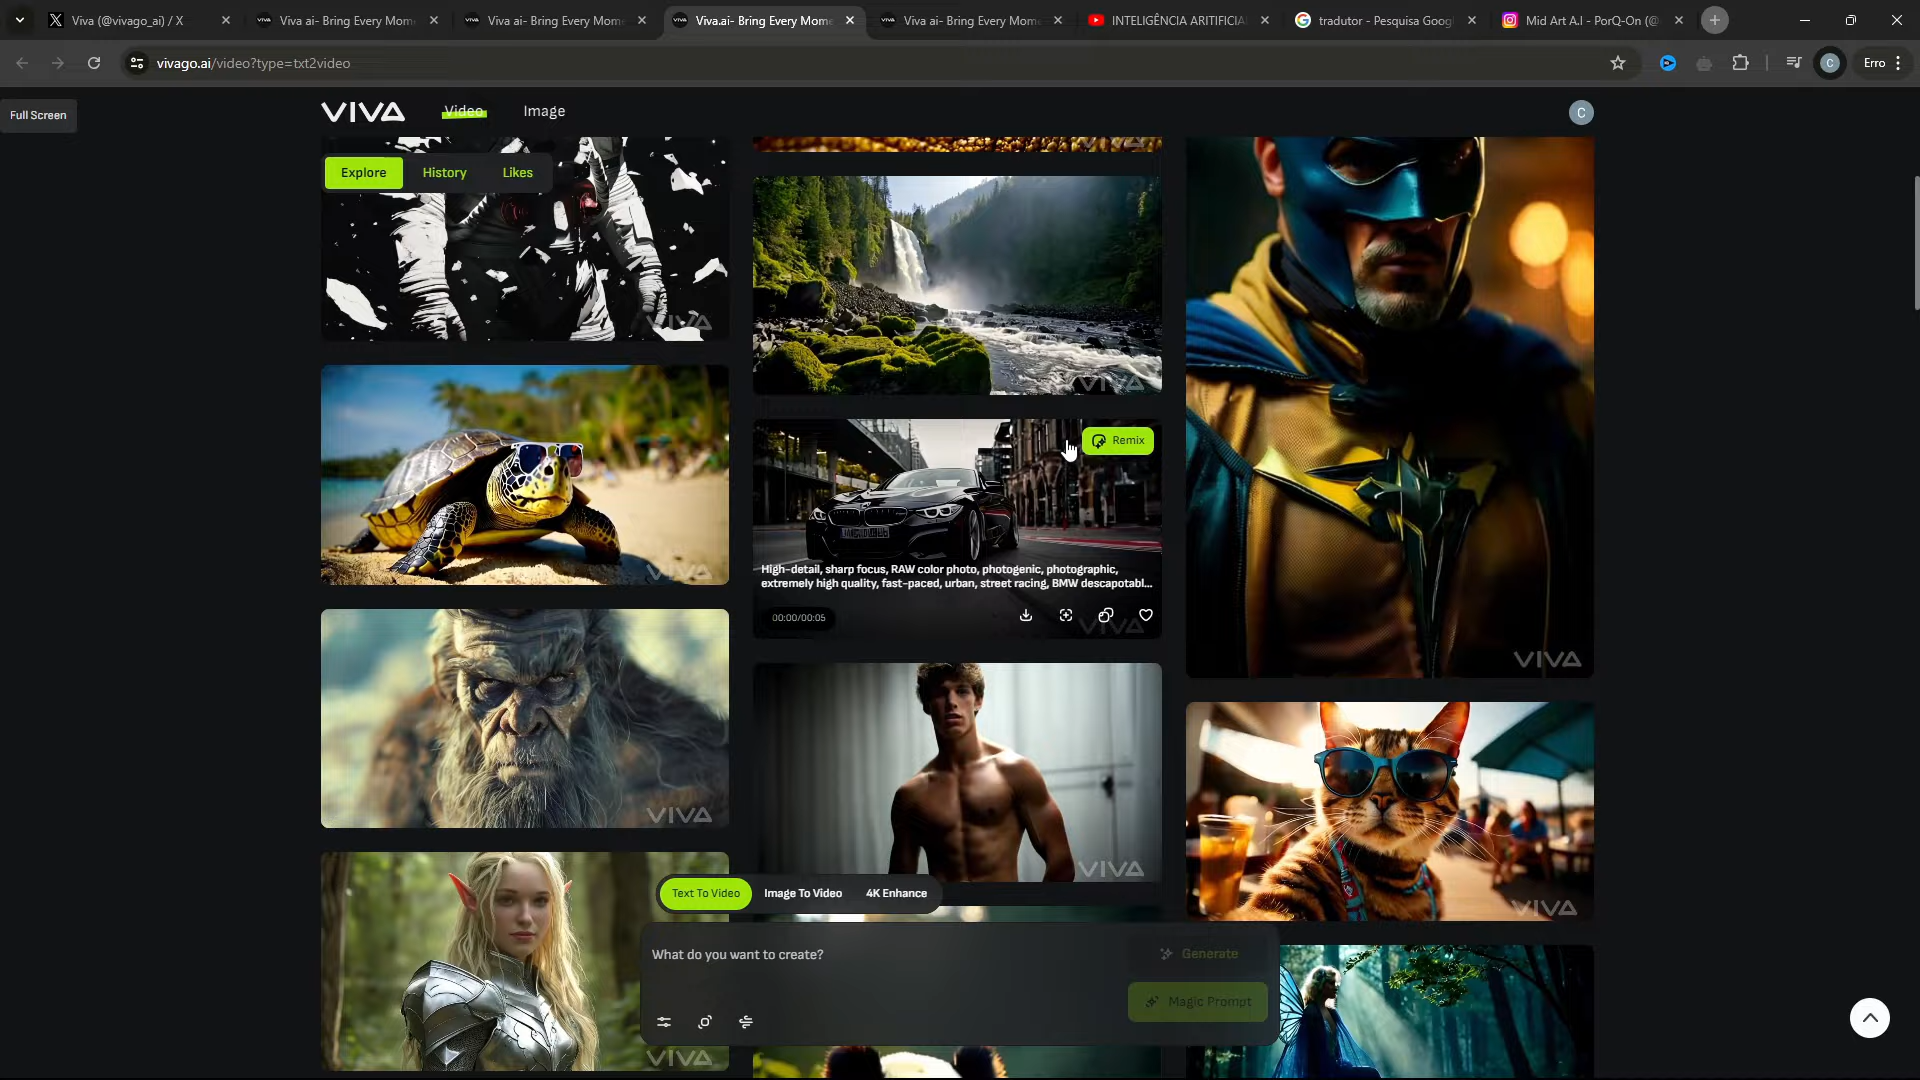 Viva (@vivago_ai) / X
Viva ai- Bring Every Mom
Viva ai- Bring Every Mom
Viva.ai- Bring Every Mome
Viva ai- Bring Every Mom
INTELIGÊNCIA ARITIFICIA
tradutor - Pesquisa Goog
Mid Art A.I - PorQ-On (@
vivago.ai/video?type=txt2video
C
Erro
Full Screen
VIVA
Video
Image
C
Explore
History
Likes
VIVA
VIVA
VIVA
VIVA
Remix
High-detail, sharp focus, RAW color photo, photogenic, photographic,
extremely high quality, fast-paced, urban, street racing, BMW descapotabl...
00:00/00:05
VIVA
VIVA
VIVA
VIVA
VIVA
VIVA
Text To Video
Image To Video
4K Enhance
What do you want to create?
Generate
Magic Prompt